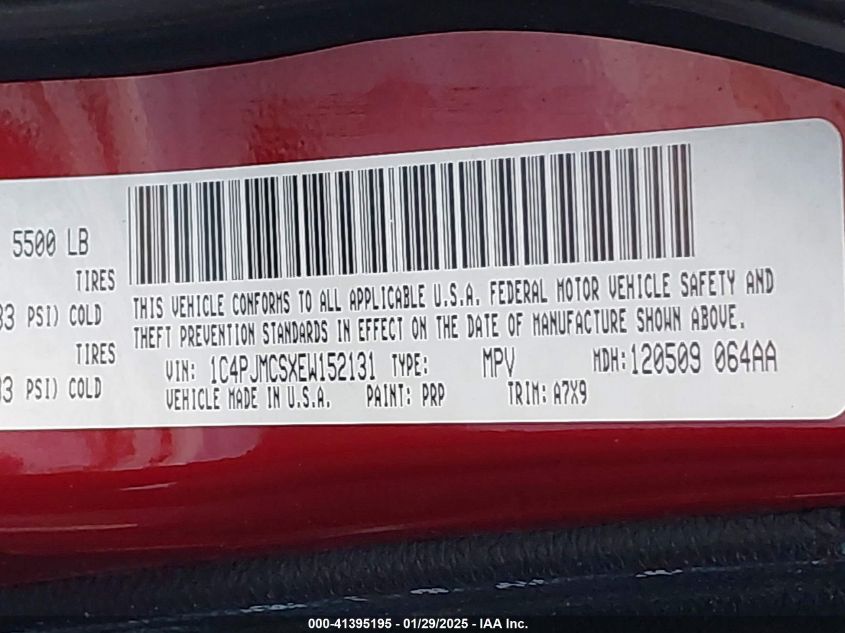 5500 LB
TIRES
33 PSI) COLD
TIRES
33 PSI) COLD
THIS VEHICLE CONFORMS TO ALL APPLICABLE U.S.A. FEDERAL MOTOR VEHICLE SAFETY AND
THEFT PREVENTION STANDARDS IN EFFECT ON THE DATE OF MANUFACTURE SHOWN ABOVE.
VIN: 1C4PJMCSXEW152131 TYPE: MPV MDH:120509 064AA
VEHICLE MADE IN U.S.A. PAINT: PRP TRIM: A7X9
000-41395195 - 01/29/2025 - IAA Inc.